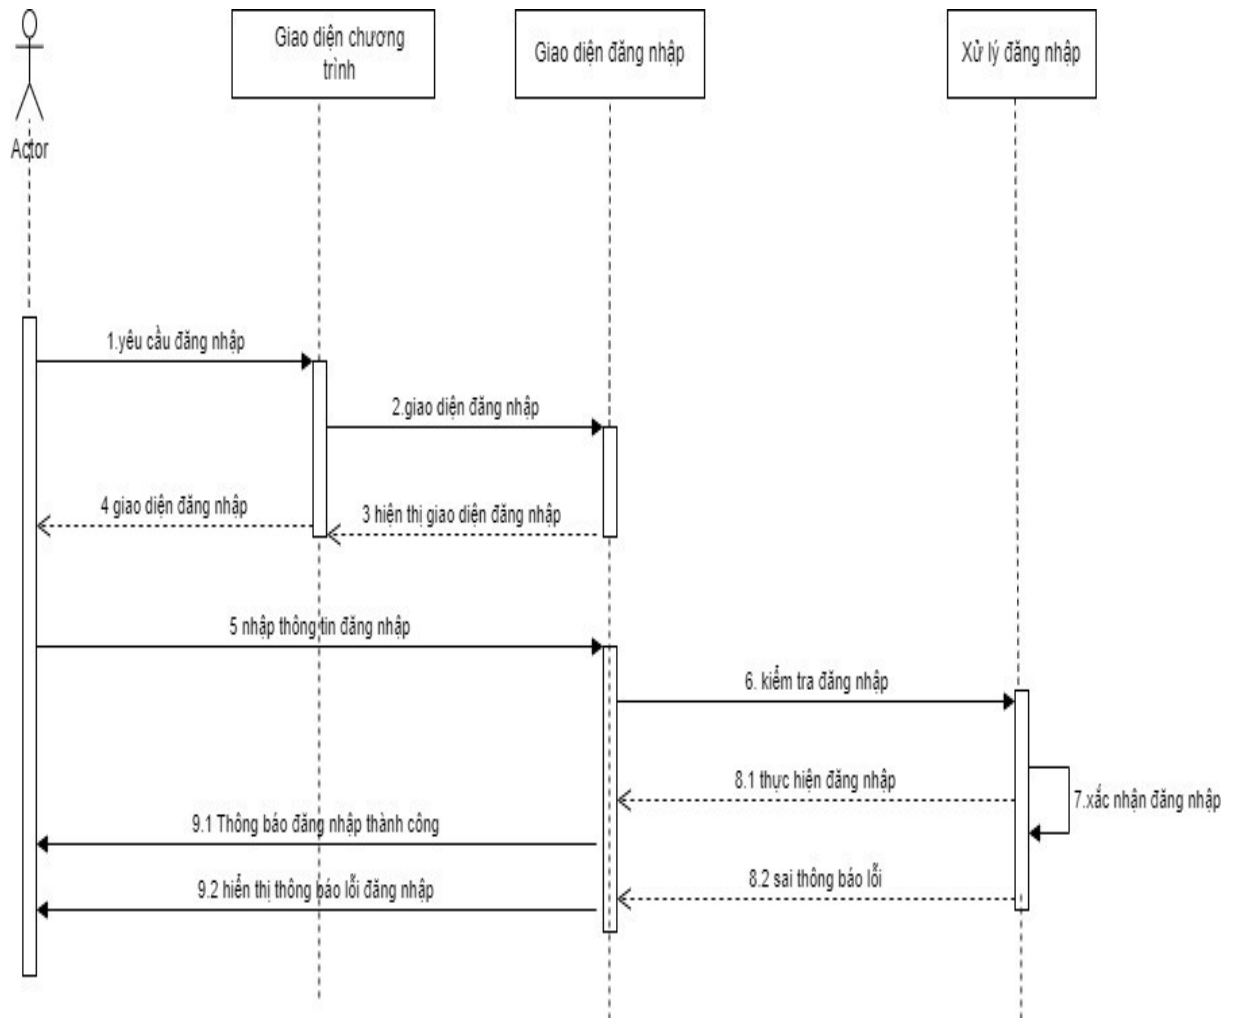 Giao diện chương
trình
Giao diện đăng nhập
Xử lý đăng nhập
Actor
1.yêu cầu đăng nhập
2.giao diện đăng nhập
4 giao diện đăng nhập
3 hiện thị giao diện đăng nhập
5 nhập thông tin đăng nhập
6. kiểm tra đăng nhập
8.1 thực hiện đăng nhập
7.xắc nhận đăng nhập
9.1 Thông báo đăng nhập thành công
8.2 sai thông báo lỗi
9.2 hiển thị thông báo lỗi đăng nhập